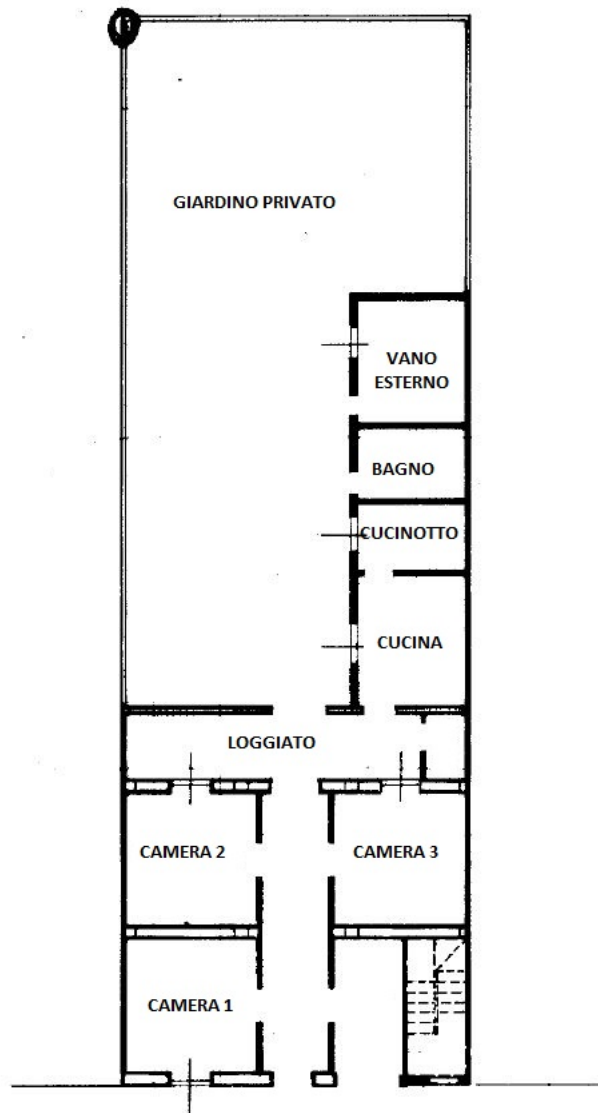 GIARDINO PRIVATO
VANO
ESTERNO
BAGNO
CUCINOTTO
CUCINA
LOGGIATO
CAMERA 2
CAMERA 3
CAMERA 1